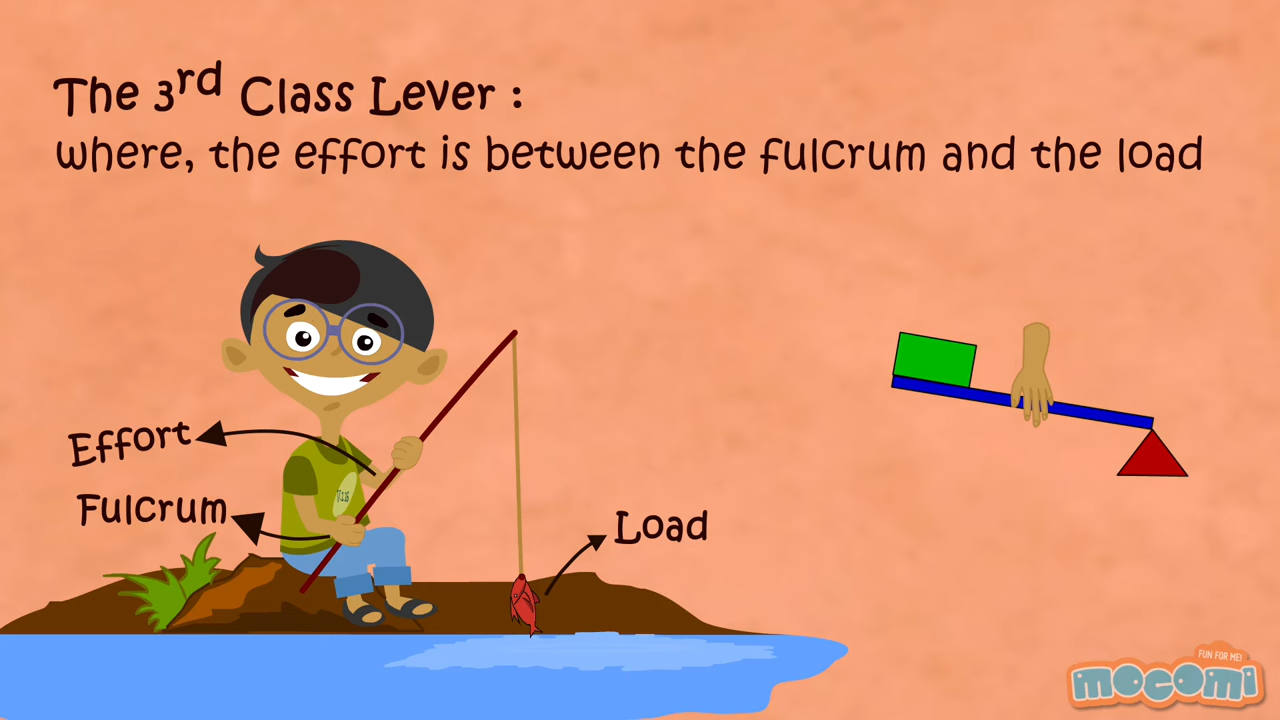 The 3rd Class Lever :
where, the effort is between the fulcrum and the load
Effort
Fulcrum
Load
FUN FOR ME!
mocomi